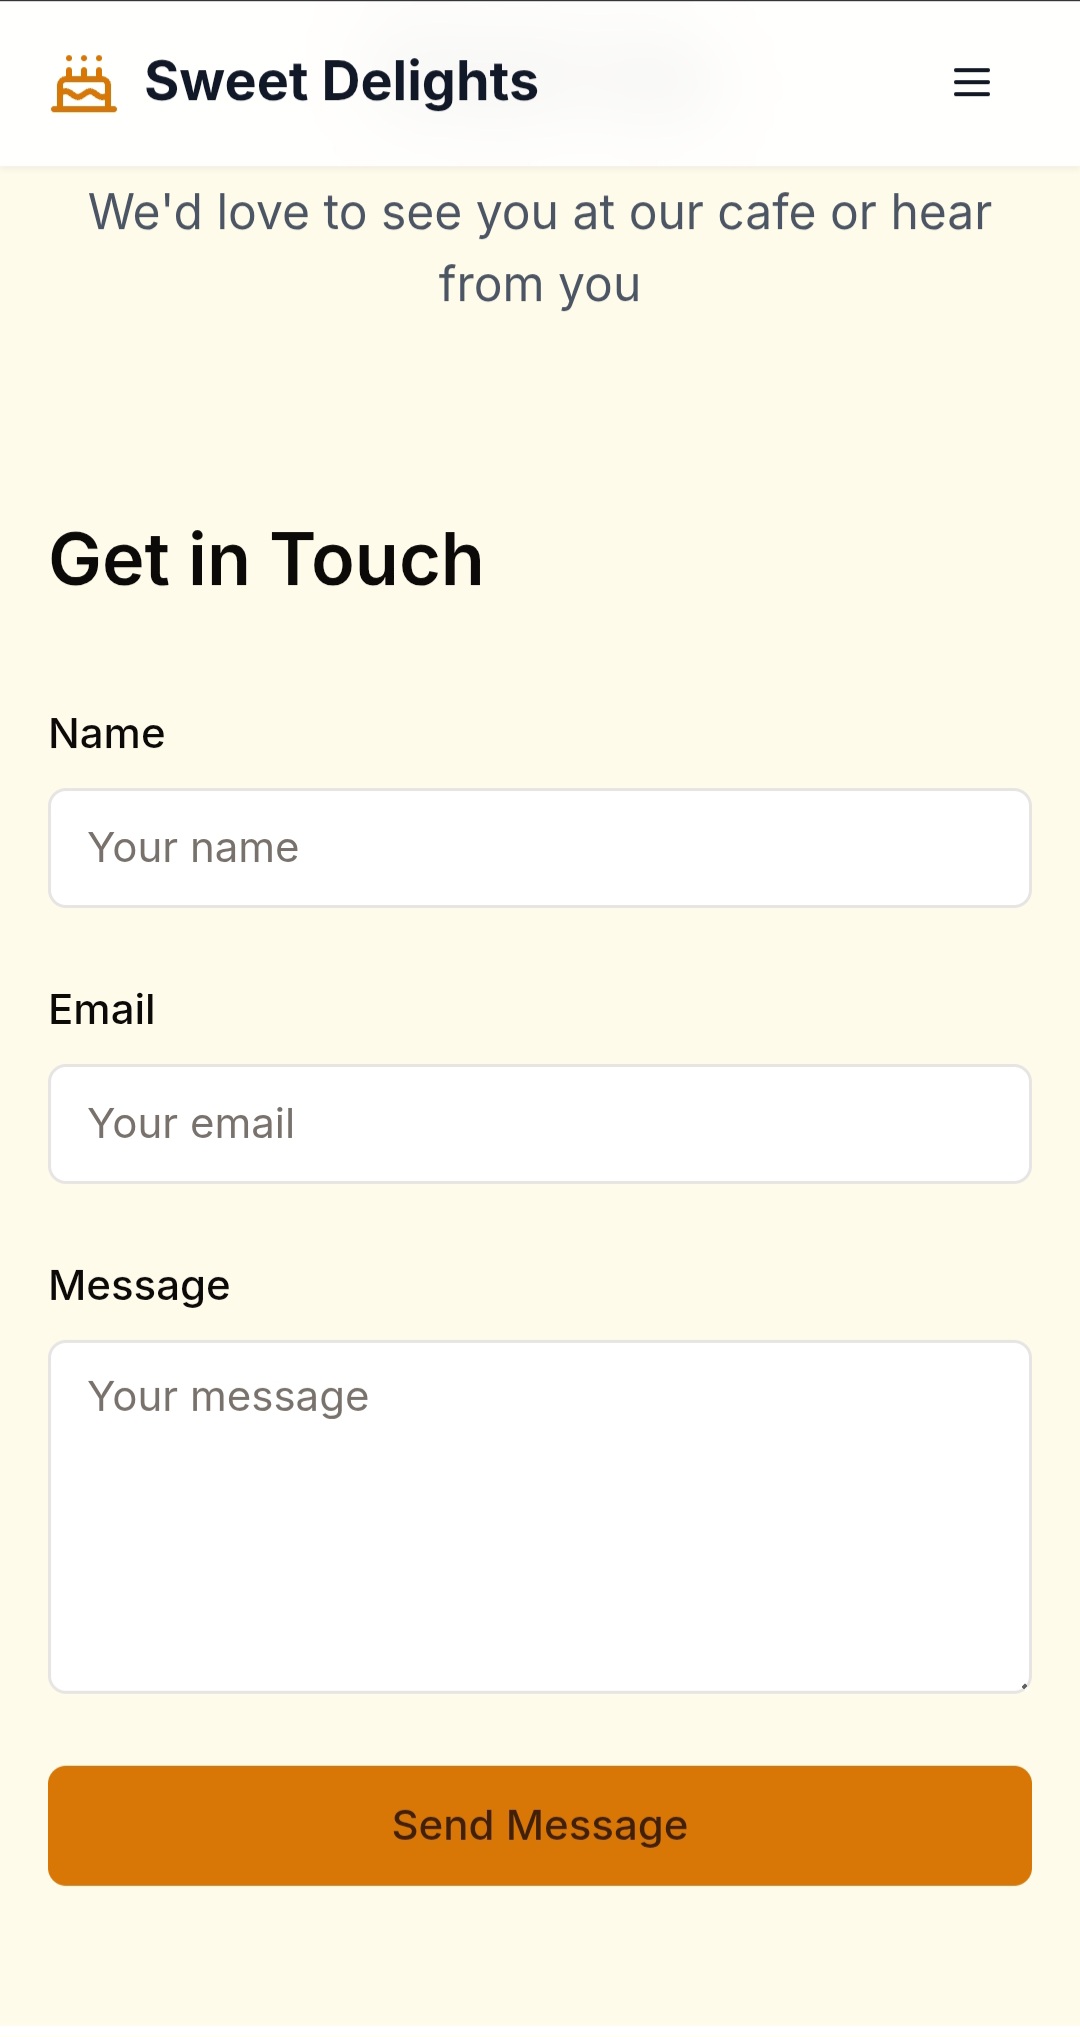 Sweet Delights
We'd love to see you at our cafe or hear
from you
Get in Touch
Name
Your name
Email
Your email
Message
Your message
Send Message